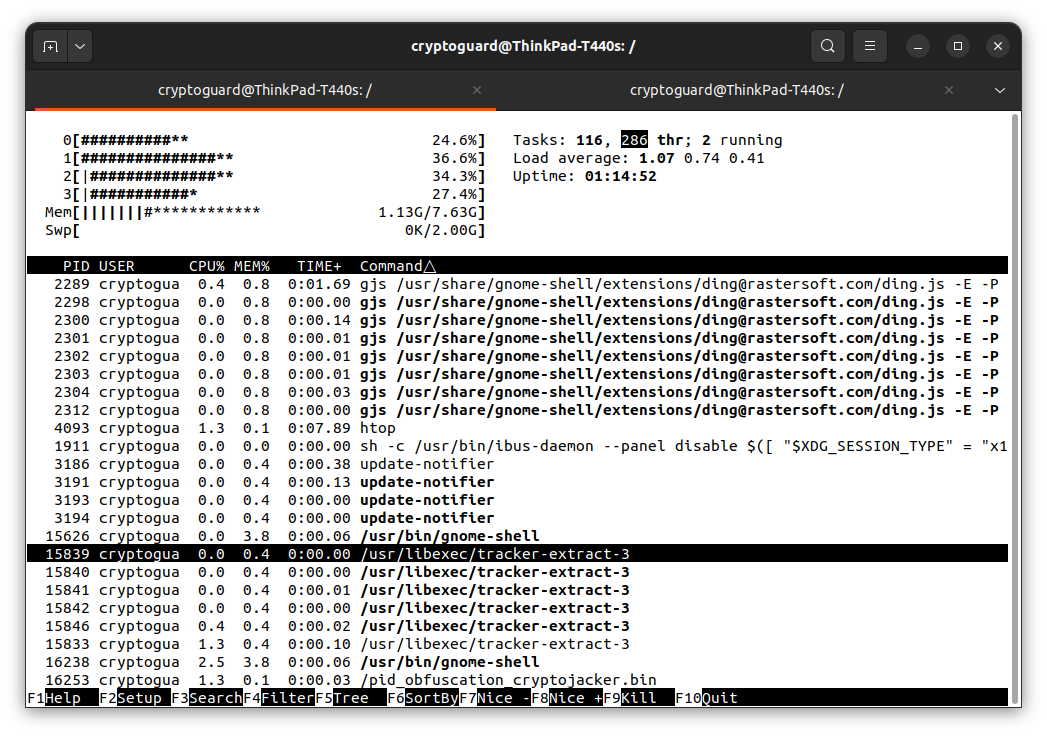 cryptoguard@ThinkPad-T440s: /
cryptoguard@ThinkPad-T440s: / × cryptoguard@ThinkPad-T440s: / ×
0[##########** 24.6%] Tasks: 116, 286 thr; 2 running
1[###############** 36.6%] Load average: 1.07 0.74 0.41
2[|##############** 34.3%] Uptime: 01:14:52
3[|###########* 27.4%]
Mem[|||||||#************ 1.13G/7.63G]
Swp[ 0K/2.00G]
PID USER CPU% MEM% TIME+ Command△
2289 cryptogua 0.4 0.8 0:01.69 gjs /usr/share/gnome-shell/extensions/ding@rastersoft.com/ding.js -E -P
2298 cryptogua 0.0 0.8 0:00.00 gjs /usr/share/gnome-shell/extensions/ding@rastersoft.com/ding.js -E -P
2300 cryptogua 0.0 0.8 0:00.14 gjs /usr/share/gnome-shell/extensions/ding@rastersoft.com/ding.js -E -P
2301 cryptogua 0.0 0.8 0:00.01 gjs /usr/share/gnome-shell/extensions/ding@rastersoft.com/ding.js -E -P
2302 cryptogua 0.0 0.8 0:00.01 gjs /usr/share/gnome-shell/extensions/ding@rastersoft.com/ding.js -E -P
2303 cryptogua 0.0 0.8 0:00.01 gjs /usr/share/gnome-shell/extensions/ding@rastersoft.com/ding.js -E -P
2304 cryptogua 0.0 0.8 0:00.03 gjs /usr/share/gnome-shell/extensions/ding@rastersoft.com/ding.js -E -P
2312 cryptogua 0.0 0.8 0:00.00 gjs /usr/share/gnome-shell/extensions/ding@rastersoft.com/ding.js -E -P
4093 cryptogua 1.3 0.1 0:07.89 htop
1911 cryptogua 0.0 0.0 0:00.00 sh -c /usr/bin/ibus-daemon --panel disable $([ "$XDG_SESSION_TYPE" = "x1
3186 cryptogua 0.0 0.4 0:00.38 update-notifier
3191 cryptogua 0.0 0.4 0:00.13 update-notifier
3193 cryptogua 0.0 0.4 0:00.00 update-notifier
3194 cryptogua 0.0 0.4 0:00.00 update-notifier
15626 cryptogua 0.0 3.8 0:00.06 /usr/bin/gnome-shell
15839 cryptogua 0.0 0.4 0:00.00 /usr/libexec/tracker-extract-3
15840 cryptogua 0.0 0.4 0:00.00 /usr/libexec/tracker-extract-3
15841 cryptogua 0.0 0.4 0:00.01 /usr/libexec/tracker-extract-3
15842 cryptogua 0.0 0.4 0:00.00 /usr/libexec/tracker-extract-3
15846 cryptogua 0.4 0.4 0:00.02 /usr/libexec/tracker-extract-3
15833 cryptogua 1.3 0.4 0:00.10 /usr/libexec/tracker-extract-3
16238 cryptogua 2.5 3.8 0:00.06 /usr/bin/gnome-shell
16253 cryptogua 1.3 0.1 0:00.03 /pid_obfuscation_cryptojacker.bin
F1Help F2Setup F3SearchF4FilterF5Tree F6SortByF7Nice -F8Nice +F9Kill F10Quit